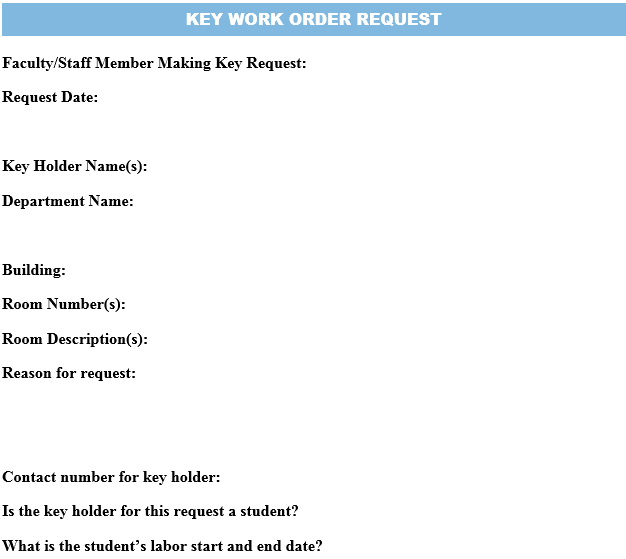 KEY WORK ORDER REQUEST
Faculty/Staff Member Making Key Request:
Request Date:
Key Holder Name(s):
Department Name:
Building:
Room Number(s):
Room Description(s):
Reason for request:
Contact number for key holder:
Is the key holder for this request a student?
What is the student’s labor start and end date?